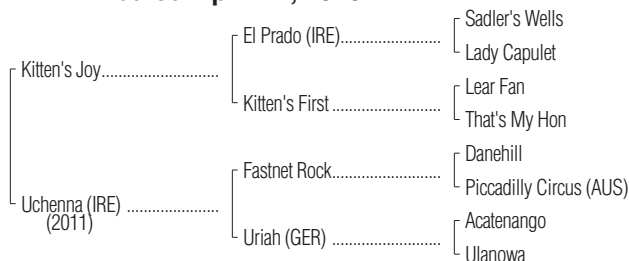 Sadler's Wells
El Prado (IRE)
Lady Capulet
Kitten's Joy
Lear Fan
Kitten's First
That's My Hon
Danehill
Fastnet Rock
Piccadilly Circus (AUS)
Uchenna (IRE)
(2011)
Acatenango
Uriah (GER)
Ulanowa